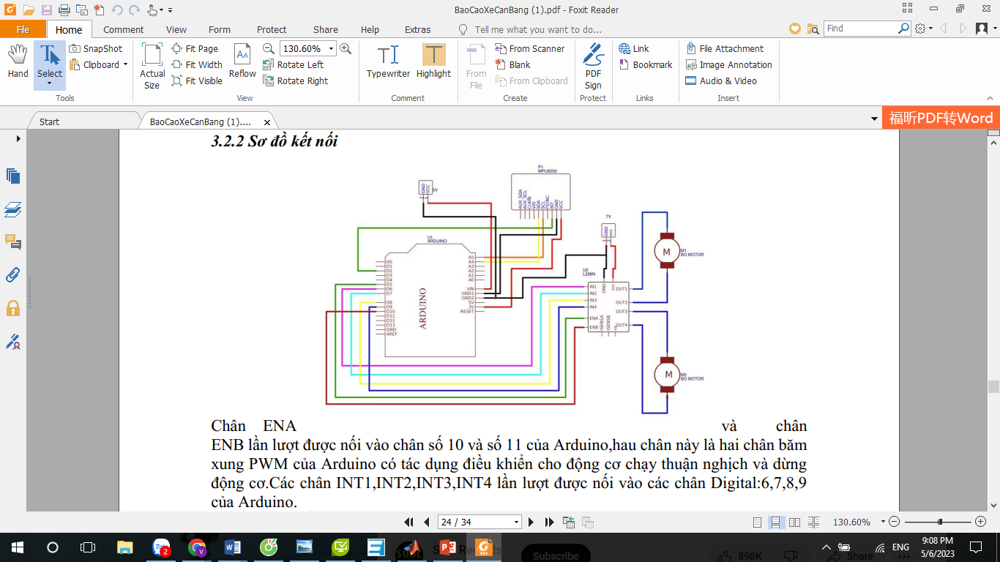 BaoCaoXeCanBang (1).pdf - Foxit Reader
File Home Comment View Form Protect Share Help Extras Tell me what you want to do... Find
Hand
Select
SnapShot
Clipboard
Tools
Actual Size
Fit Page
Fit Width
Fit Visible
Reflow
130.60%
Rotate Left
Rotate Right
View
Typewriter
Highlight
Comment
From File
From Scanner
Blank
From Clipboard
Create
PDF Sign
Protect
Link
Bookmark
Links
File Attachment
Image Annotation
Audio & Video
Insert
Start
BaoCaoXeCanBang (1)....
福昕PDF转Word
3.2.2 Sơ đồ kết nối
P1
MPU6050
AUX_SDA
AUX_SCL
CLKIN
VIO
SDA
SCL
FSYNC
INT
GND
VCC
GND
VCC
2
1
6V
7V
GND
VCC
1
2
U1
ARDUINO
D0
D1
D2
D3
D4
D5
D6
D7
D8
D9
D10
D11
D12
D13
GND
AREF
ARDUINO
A5
A4
A3
A2
A1
A0
VIN
GND1
GND2
5V
3V
RESET
U2
L298N
IN1
IN2
IN3
IN4
ENA
ENB
GND
VCC
ISENSA
ISENSB
OUT1
OUT2
OUT3
OUT4
M
M1
BO MOTOR
M
M2
BO MOTOR
Chân ENA và chân
ENB lần lượt được nối vào chân số 10 và số 11 của Arduino,hau chân này là hai chân băm
xung PWM của Arduino có tác dụng điều khiển cho động cơ chạy thuận nghịch và dừng
động cơ.Các chân INT1,INT2,INT3,INT4 lần lượt được nối vào các chân Digital:6,7,8,9
của Arduino.
24 / 34
130.60%
2
V
Subscribe
898K
Share
ENG
9:08 PM
5/6/2023